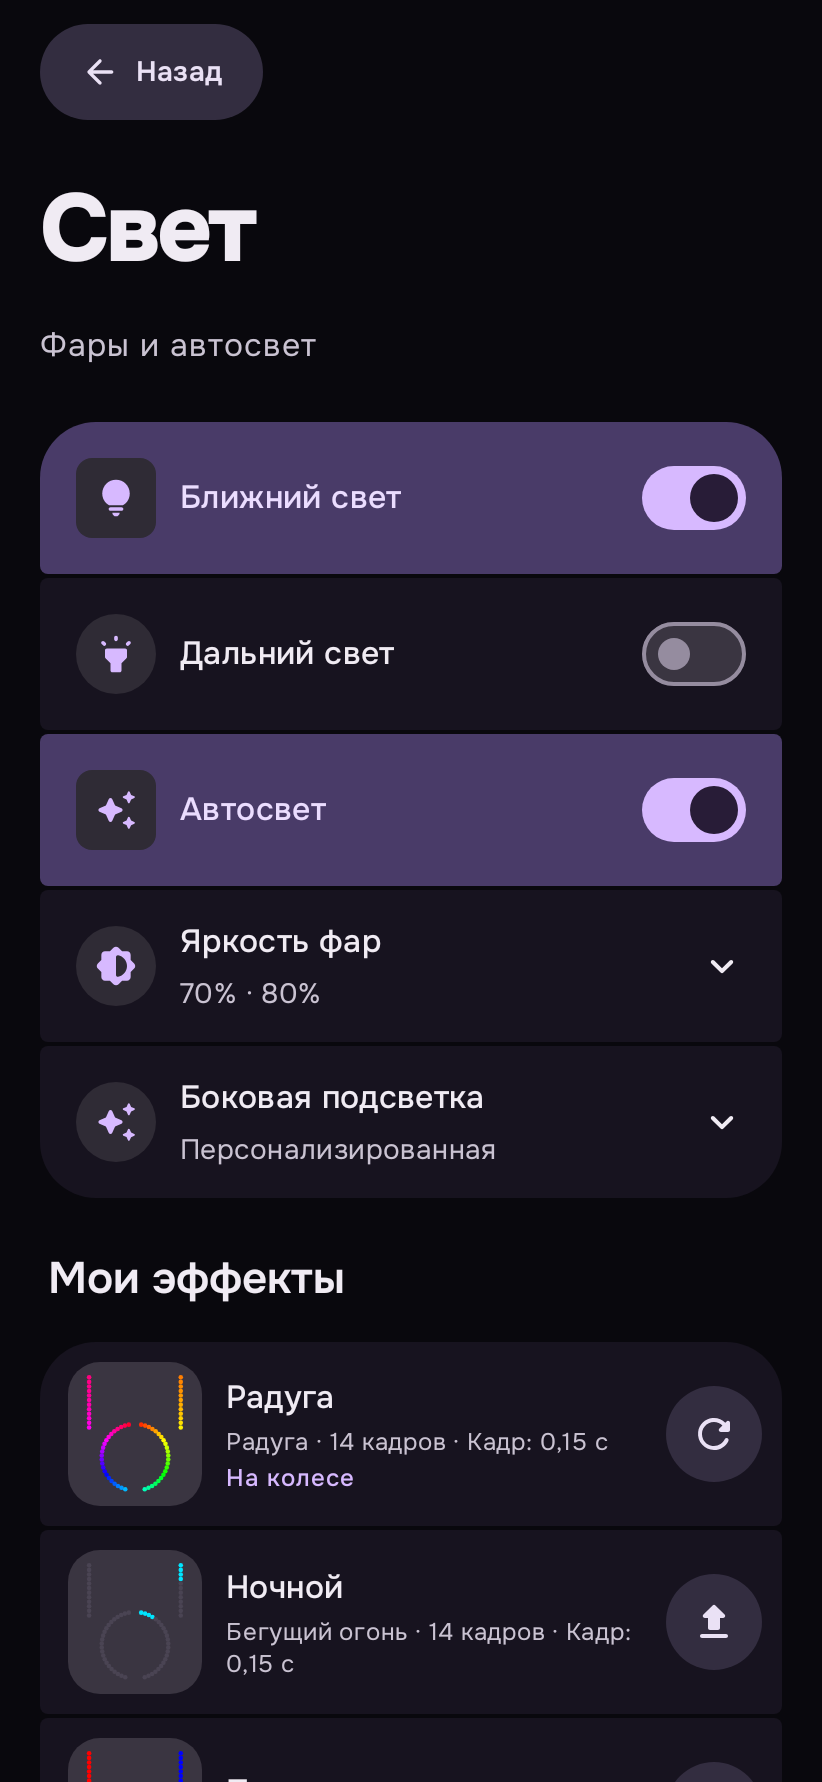 Назад
Свет
Фары и автосвет
Ближний свет
Дальний свет
Автосвет
Яркость фар
70% · 80%
Боковая подсветка
Персонализированная
Мои эффекты
Радуга
Радуга · 14 кадров · Кадр: 0,15 с
На колесе
Ночной
Бегущий огонь · 14 кадров · Кадр:
0,15 с